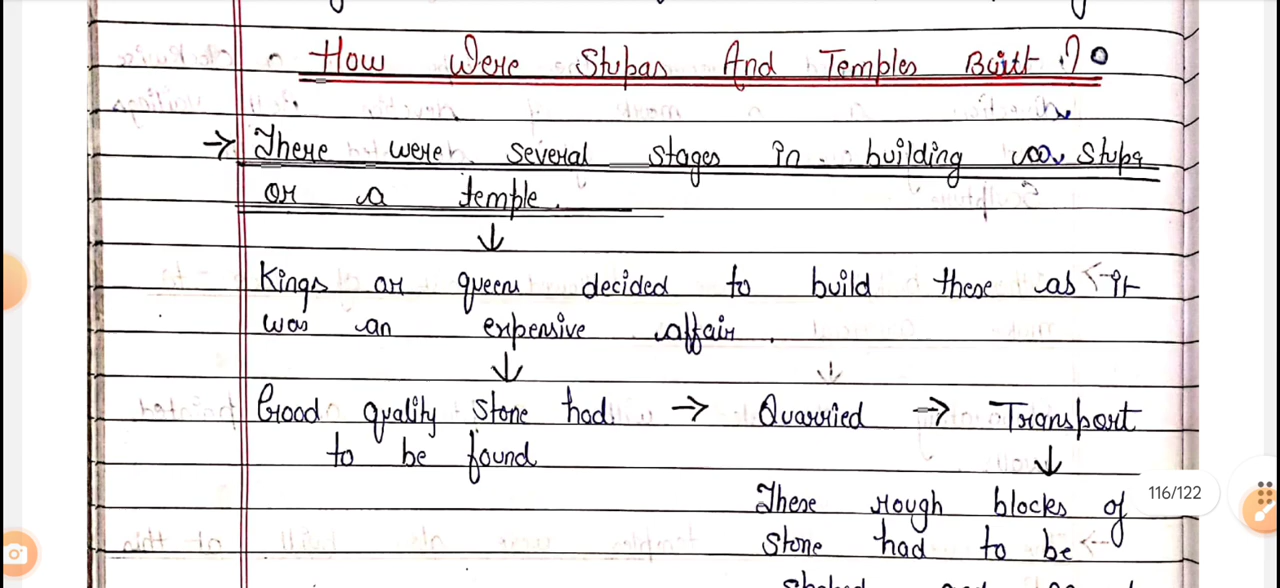 How Were Stupas And Temples Built ?
→ There were several stages in building a Stupa
or a temple.
↓
Kings or queens decided to build these as it
was an expensive affair.
↓
Good quality stone had → Quarried → Transport
to be found
↓
116/122
These rough blocks of
stone had to be
shaped